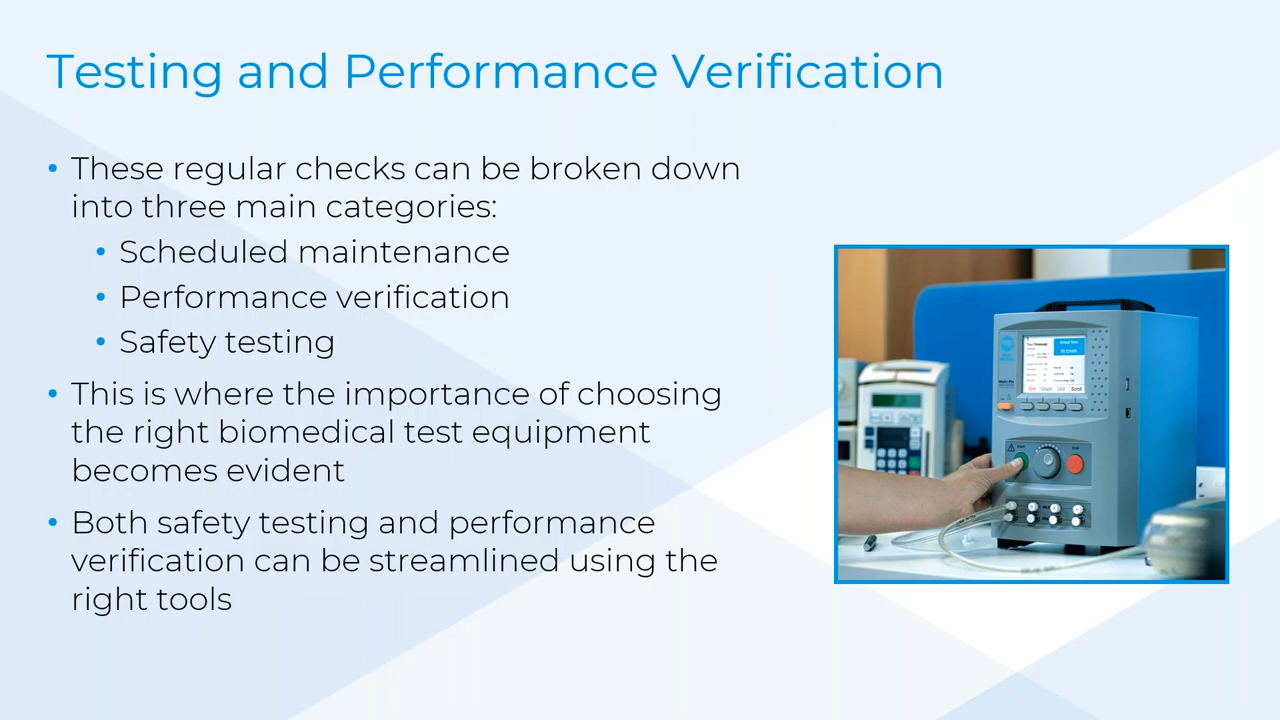 Testing and Performance Verification
• These regular checks can be broken down
into three main categories:
• Scheduled maintenance
• Performance verification
• Safety testing
• This is where the importance of choosing
the right biomedical test equipment
becomes evident
• Both safety testing and performance
verification can be streamlined using the
right tools